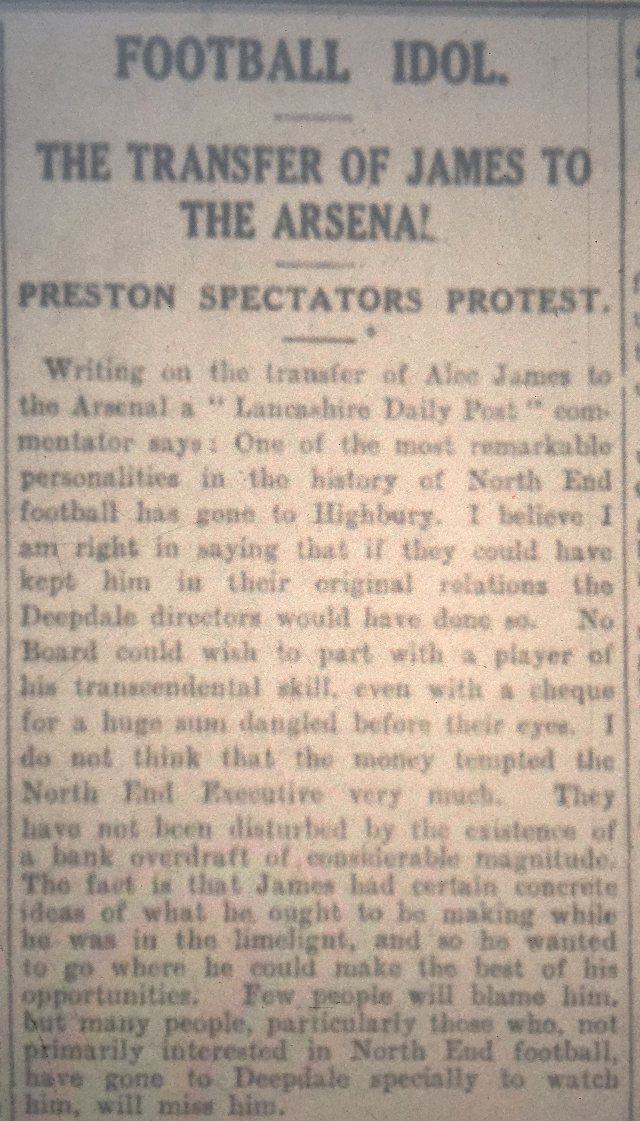 FOOTBALL IDOL.
THE TRANSFER OF JAMES TO
THE ARSENAL
PRESTON SPECTATORS PROTEST.
Writing on the transfer of Alec James to
the Arsenal a " Lancashire Daily Post " com-
mentator says: One of the most remarkable
personalities in the history of North End
football has gone to Highbury. I believe I
am right in saying that if they could have
kept him in their original relations the
Deepdale directors would have done so. No
Board could wish to part with a player of
his transcendental skill, even with a cheque
for a huge sum dangled before their eyes. I
do not think that the money tempted the
North End Executive very much. They
have not been disturbed by the existence of
a bank overdraft of considerable magnitude.
The fact is that James had certain concrete
ideas of what he ought to be making while
he was in the limelignt, and so he wanted
to go where he could make the best of his
opportunities. Few people will blame him,
but many people, particularly those who, not
primarily interested in North End football,
have gone to Deepdale specially to watch
him, will miss him.